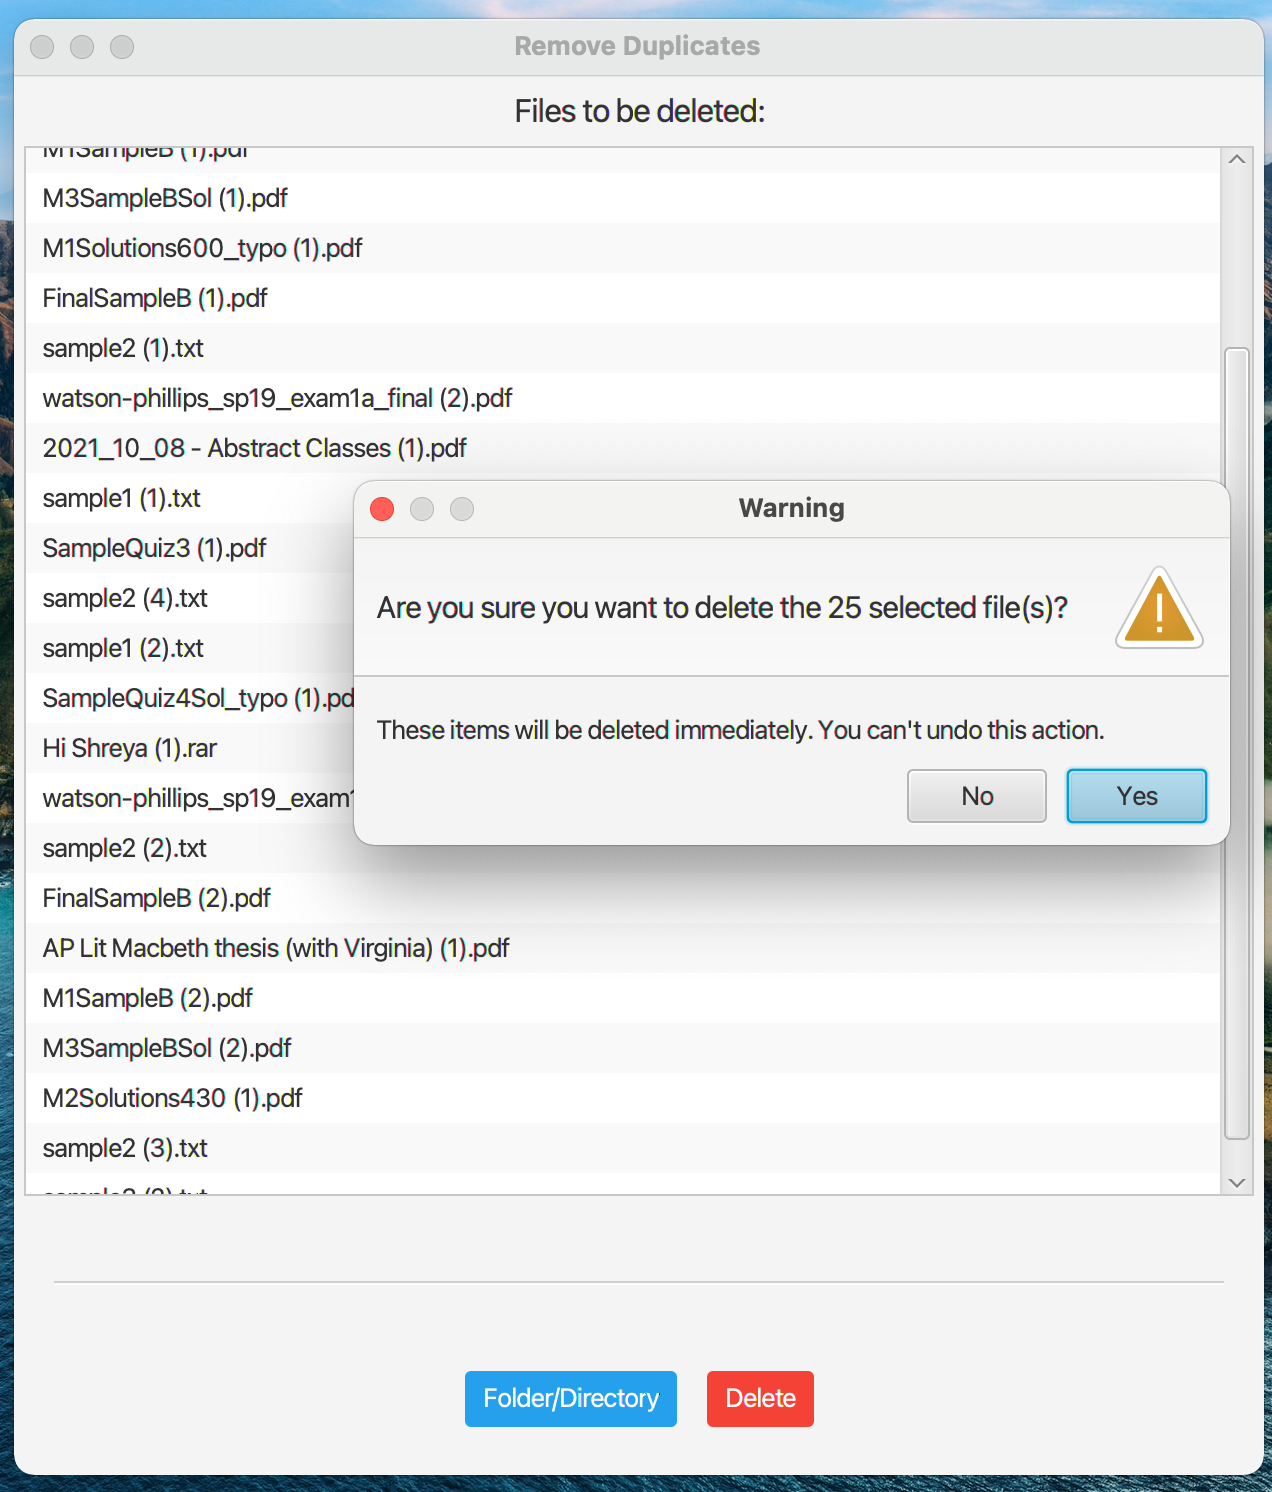 Remove Duplicates
Files to be deleted:
M1SampleB (1).pdf
M3SampleBSol (1).pdf
M1Solutions600_typo (1).pdf
FinalSampleB (1).pdf
sample2 (1).txt
watson-phillips_sp19_exam1a_final (2).pdf
2021_10_08 - Abstract Classes (1).pdf
sample1 (1).txt
SampleQuiz3 (1).pdf
sample2 (4).txt
sample1 (2).txt
SampleQuiz4Sol_typo (1).pd
Hi Shreya (1).rar
watson-phillips_sp19_exam1
sample2 (2).txt
FinalSampleB (2).pdf
AP Lit Macbeth thesis (with Virginia) (1).pdf
M1SampleB (2).pdf
M3SampleBSol (2).pdf
M2Solutions430 (1).pdf
sample2 (3).txt
Warning
Are you sure you want to delete the 25 selected file(s)?
These items will be deleted immediately. You can't undo this action.
No
Yes
Folder/Directory
Delete